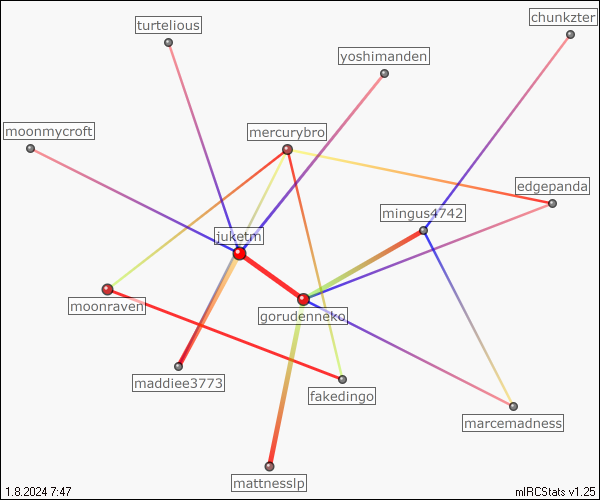 chunkzter
turtelious
yoshimanden
moonmycroft
mercurybro
edgepanda
mingus4742
juketm
moonraven
gorudenneko
maddiee3773
fakedingo
marcemadness
mattnesslp
1.8.2024 7:47
mIRCStats v1.25